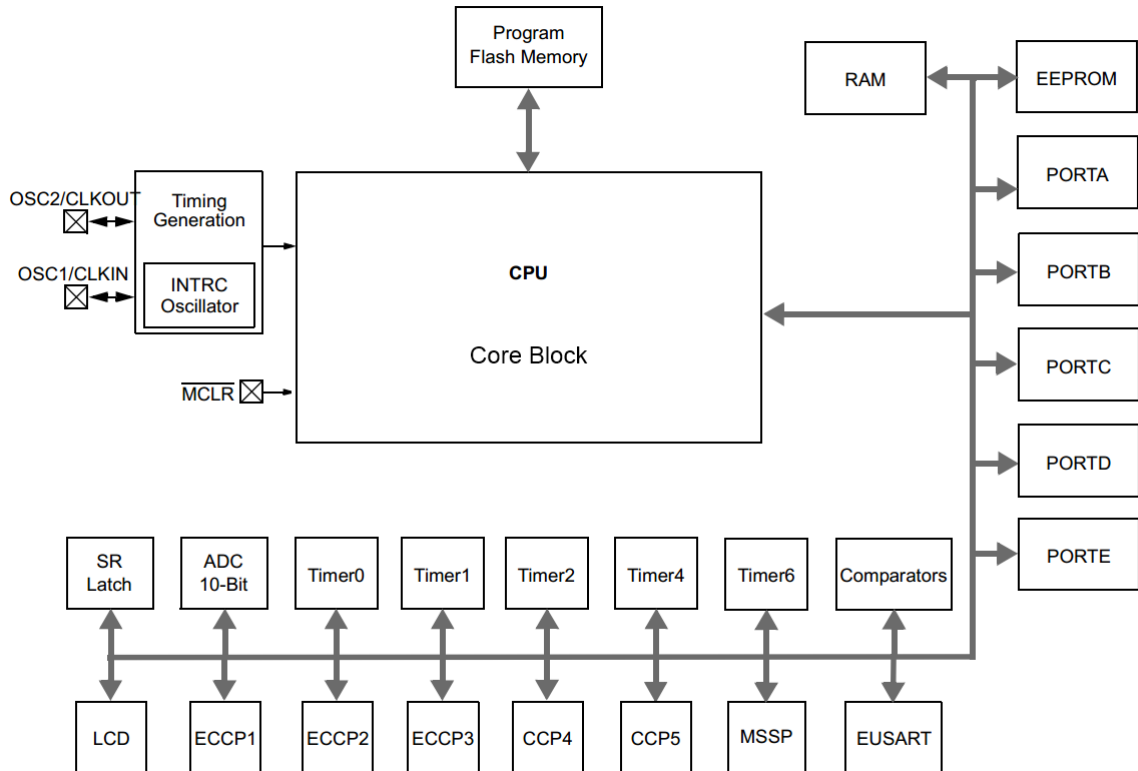 Program
Flash Memory
RAM
EEPROM
PORTA
OSC2/CLKOUT
Timing
Generation
OSC1/CLKIN
INTRC
Oscillator
CPU
Core Block
MCLR
PORTB
PORTC
PORTD
PORTE
SR
Latch
ADC
10-Bit
Timer0
Timer1
Timer2
Timer4
Timer6
Comparators
LCD
ECCP1
ECCP2
ECCP3
CCP4
CCP5
MSSP
EUSART